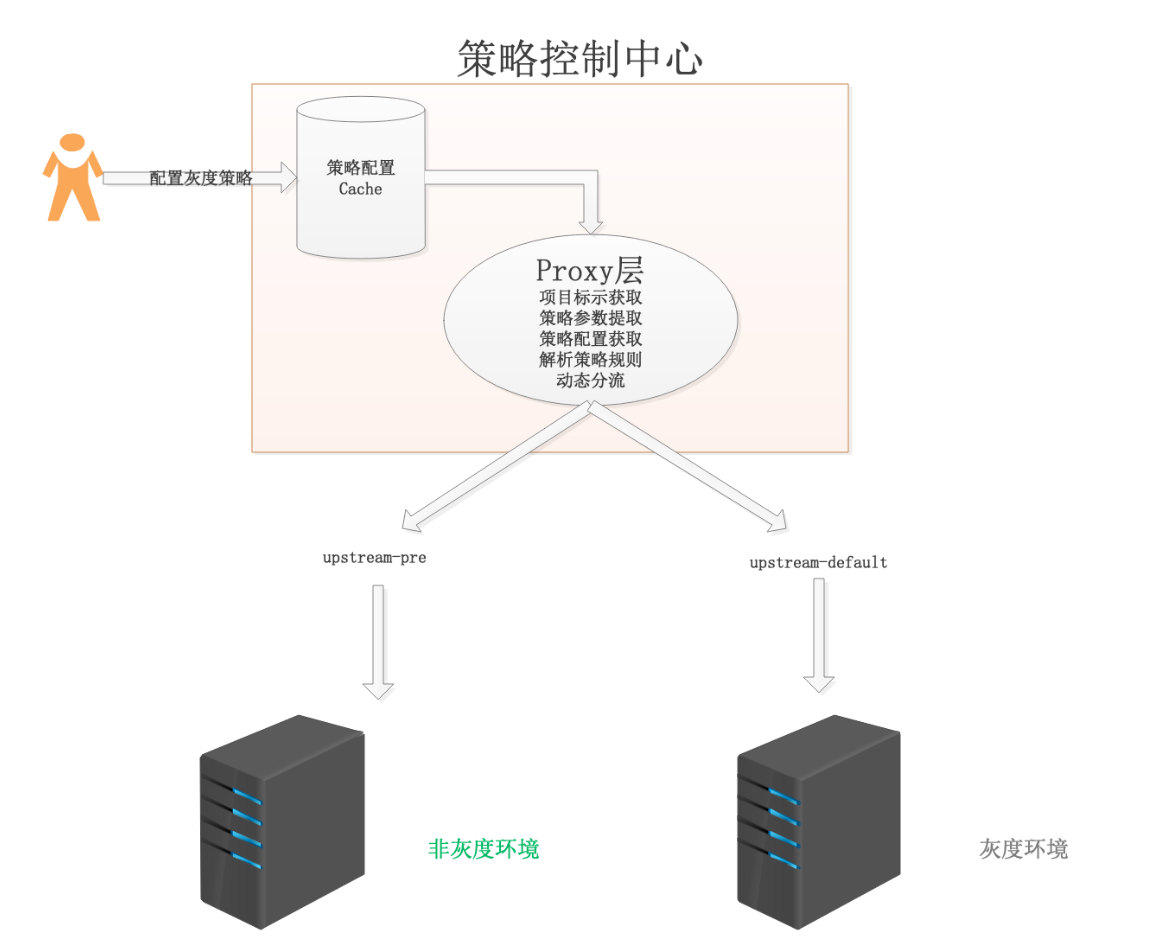 策略控制中心
配置灰度策略
策略配置
Cache
Proxy层
项目标示获取
策略参数提取
策略配置获取
解析策略规则
动态分流
upstream-pre
upstream-default
非灰度环境
灰度环境